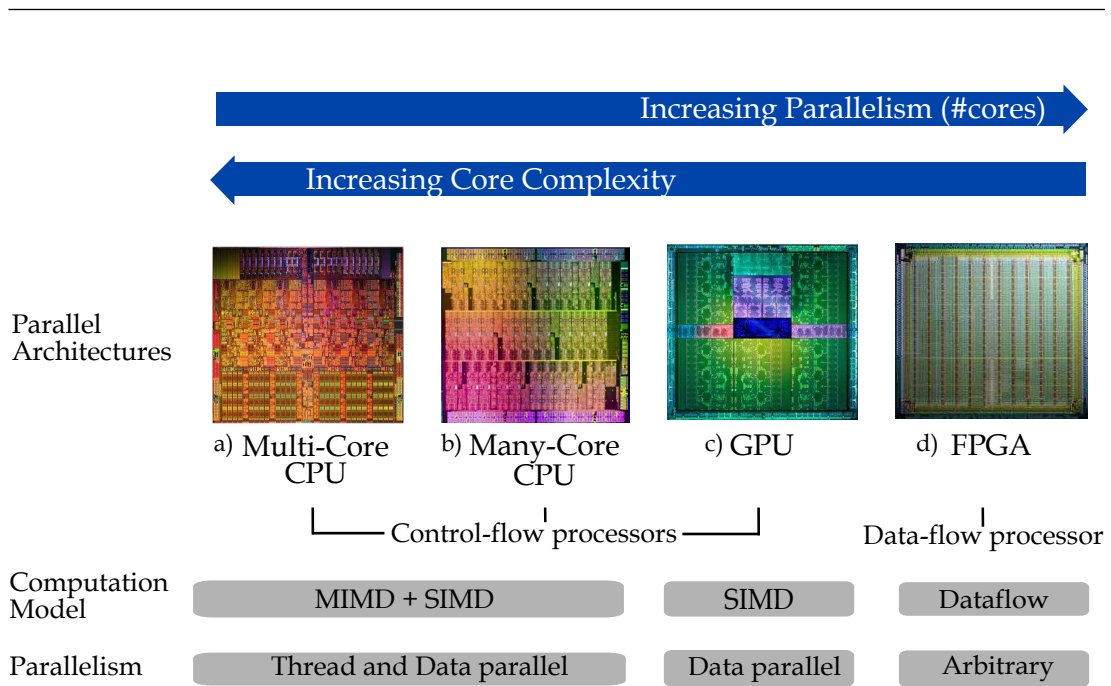 Increasing Parallelism (#cores)
Increasing Core Complexity
Parallel
Architectures
a) Multi-Core
CPU
b) Many-Core
CPU
c) GPU
d) FPGA
Control-flow processors
Data-flow processor
Computation
Model
MIMD + SIMD
SIMD
Dataflow
Parallelism
Thread and Data parallel
Data parallel
Arbitrary